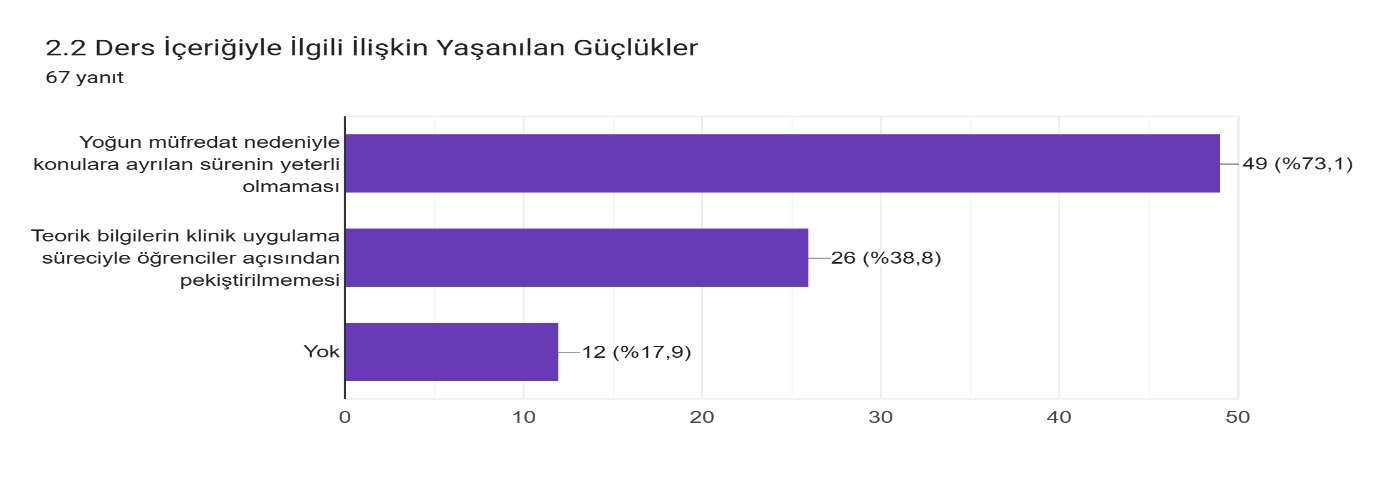 2.2 Ders İçeriğiyle İlgili İlişkin Yaşanılan Güçlükler
67 yanıt
Yoğun müfredat nedeniyle
konulara ayrılan sürenin yeterli
olmaması
49 (%73,1)
Teorik bilgilerin klinik uygulama
süreciyle öğrenciler açısından
pekiştirilmemesi
26 (%38,8)
Yok
12 (%17,9)
0 10 20 30 40 50